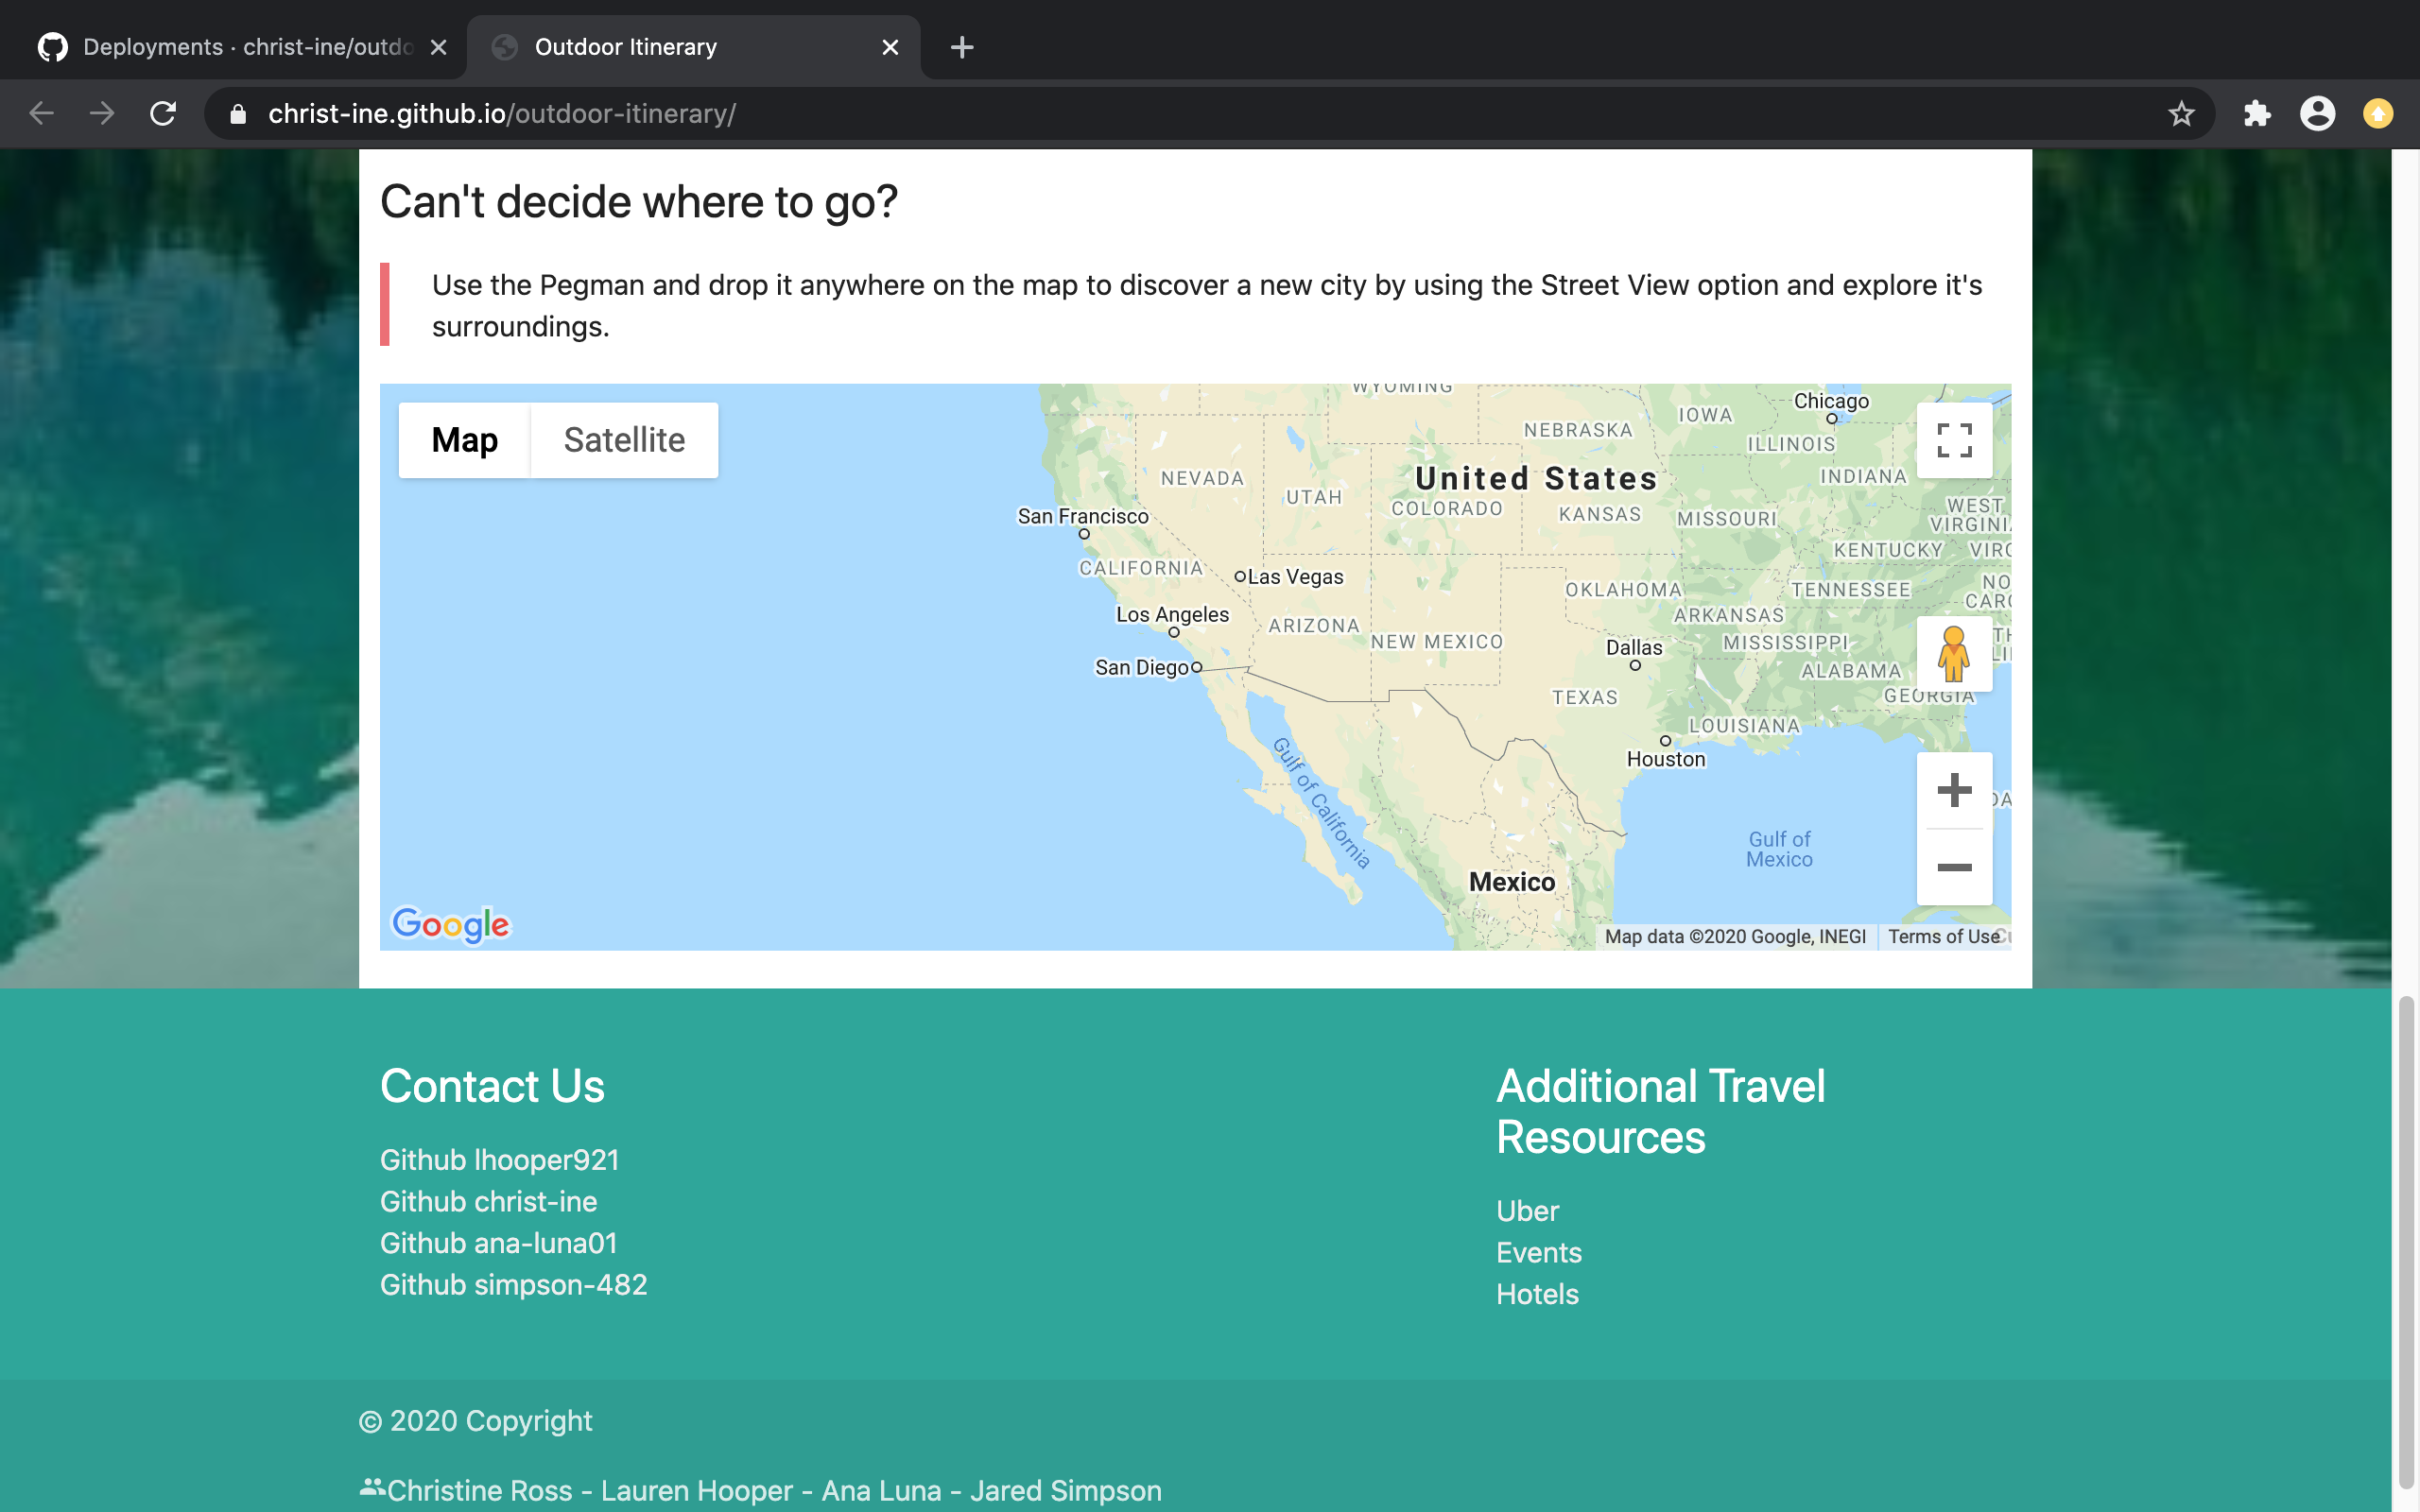 Deployments · christ-ine/outdo
Outdoor Itinerary
christ-ine.github.io/outdoor-itinerary/
Can't decide where to go?
Use the Pegman and drop it anywhere on the map to discover a new city by using the Street View option and explore it's
surroundings.
Map
Satellite
WYOMING
Chicago
IOWA
NEBRASKA
ILLINOIS
United States
INDIANA
NEVADA
UTAH
COLORADO
KANSAS
MISSOURI
WEST
VIRGINIA
San Francisco
KENTUCKY
VIRG
CALIFORNIA
Las Vegas
OKLAHOMA
TENNESSEE
NO
CARO
Los Angeles
ARIZONA
NEW MEXICO
ARKANSAS
Dallas
MISSISSIPPI
San Diego
ALABAMA
TEXAS
GEORGIA
LOUISIANA
Houston
Gulf of California
Gulf of
Mexico
Mexico
Google
Map data ©2020 Google, INEGI
Terms of Use
Contact Us
Github lhooper921
Github christ-ine
Github ana-luna01
Github simpson-482
Additional Travel
Resources
Uber
Events
Hotels
© 2020 Copyright
Christine Ross - Lauren Hooper - Ana Luna - Jared Simpson